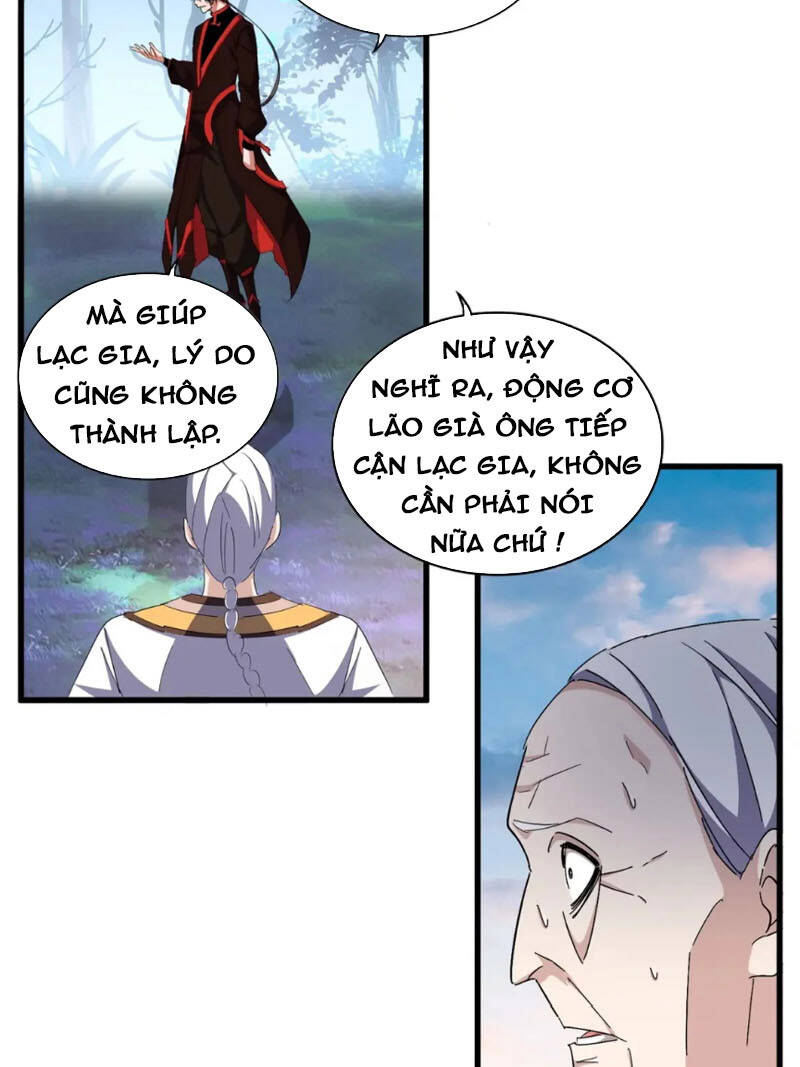 MÀ GIÚP
LẠC GIA, LÝ DO
CŨNG KHÔNG
THÀNH LẬP.
NHƯ VẬY
NGHĨ RA, ĐỘNG CƠ
LÃO GIÀ ÔNG TIẾP
CẬN LẠC GIA, KHÔNG
CẦN PHẢI NÓI
NỮA CHỨ !